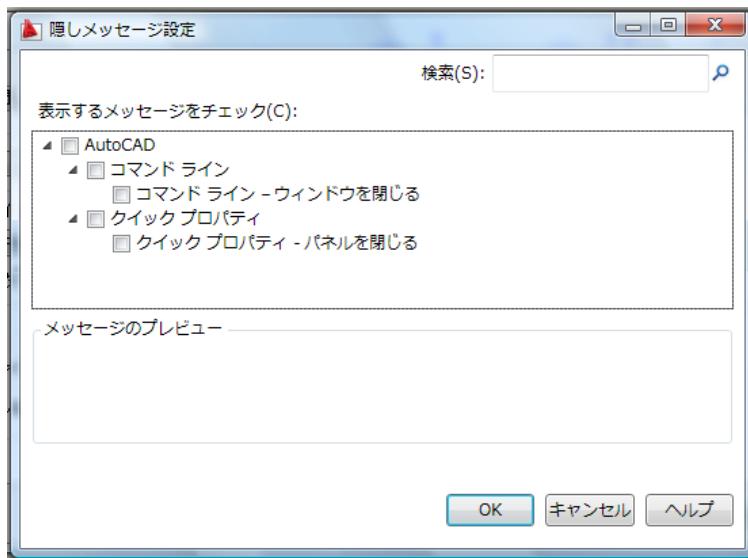 隠しメッセージ設定
検索(S):
表示するメッセージをチェック(C):
AutoCAD
コマンド ライン
コマンド ライン – ウィンドウを閉じる
クイック プロパティ
クイック プロパティ - パネルを閉じる
メッセージのプレビュー
OK キャンセル ヘルプ